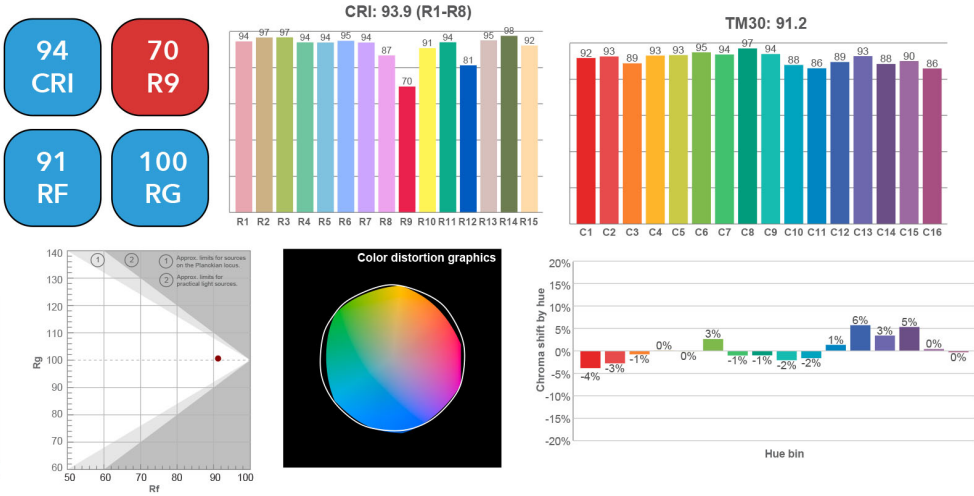 94
CRI
70
R9
91
RF
100
RG
CRI: 93.9 (R1-R8)
94 97 97 94 94 95 94 87 70 91 94 81 95 98 92
R1 R2 R3 R4 R5 R6 R7 R8 R9 R10 R11 R12 R13 R14 R15
TM30: 91.2
92 93 89 93 93 95 94 97 94 88 86 89 93 88 90 86
C1 C2 C3 C4 C5 C6 C7 C8 C9 C10 C11 C12 C13 C14 C15 C16
140
130
120
110
100
90
80
70
60
Rg
50 60 70 80 90 100
Rf
1 2
1 Approx. limits for sources
on the Planckian locus.
2 Approx. limits for
practical light sources.
Color distortion graphics
Chroma shift by hue
20%
15%
10%
5%
0%
-5%
-10%
-15%
-20%
-4% -3% -1% 0% 0% 3% -1% -1% -2% -2% 1% 6% 3% 5% 0% 0%
Hue bin